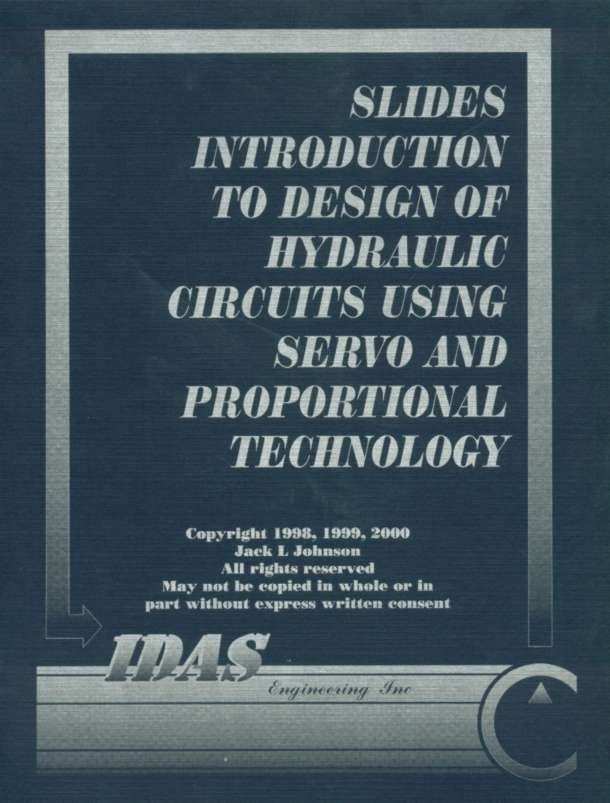 SLIDES
INTRODUCTION
TO DESIGN OF
HYDRAULIC
CIRCUITS USING
SERVO AND
PROPORTIONAL
TECHNOLOGY
Copyright 1998, 1999, 2000
Jack L Johnson
All rights reserved
May not be copied in whole or in
part without express written consent
IDAS
Engineering Inc